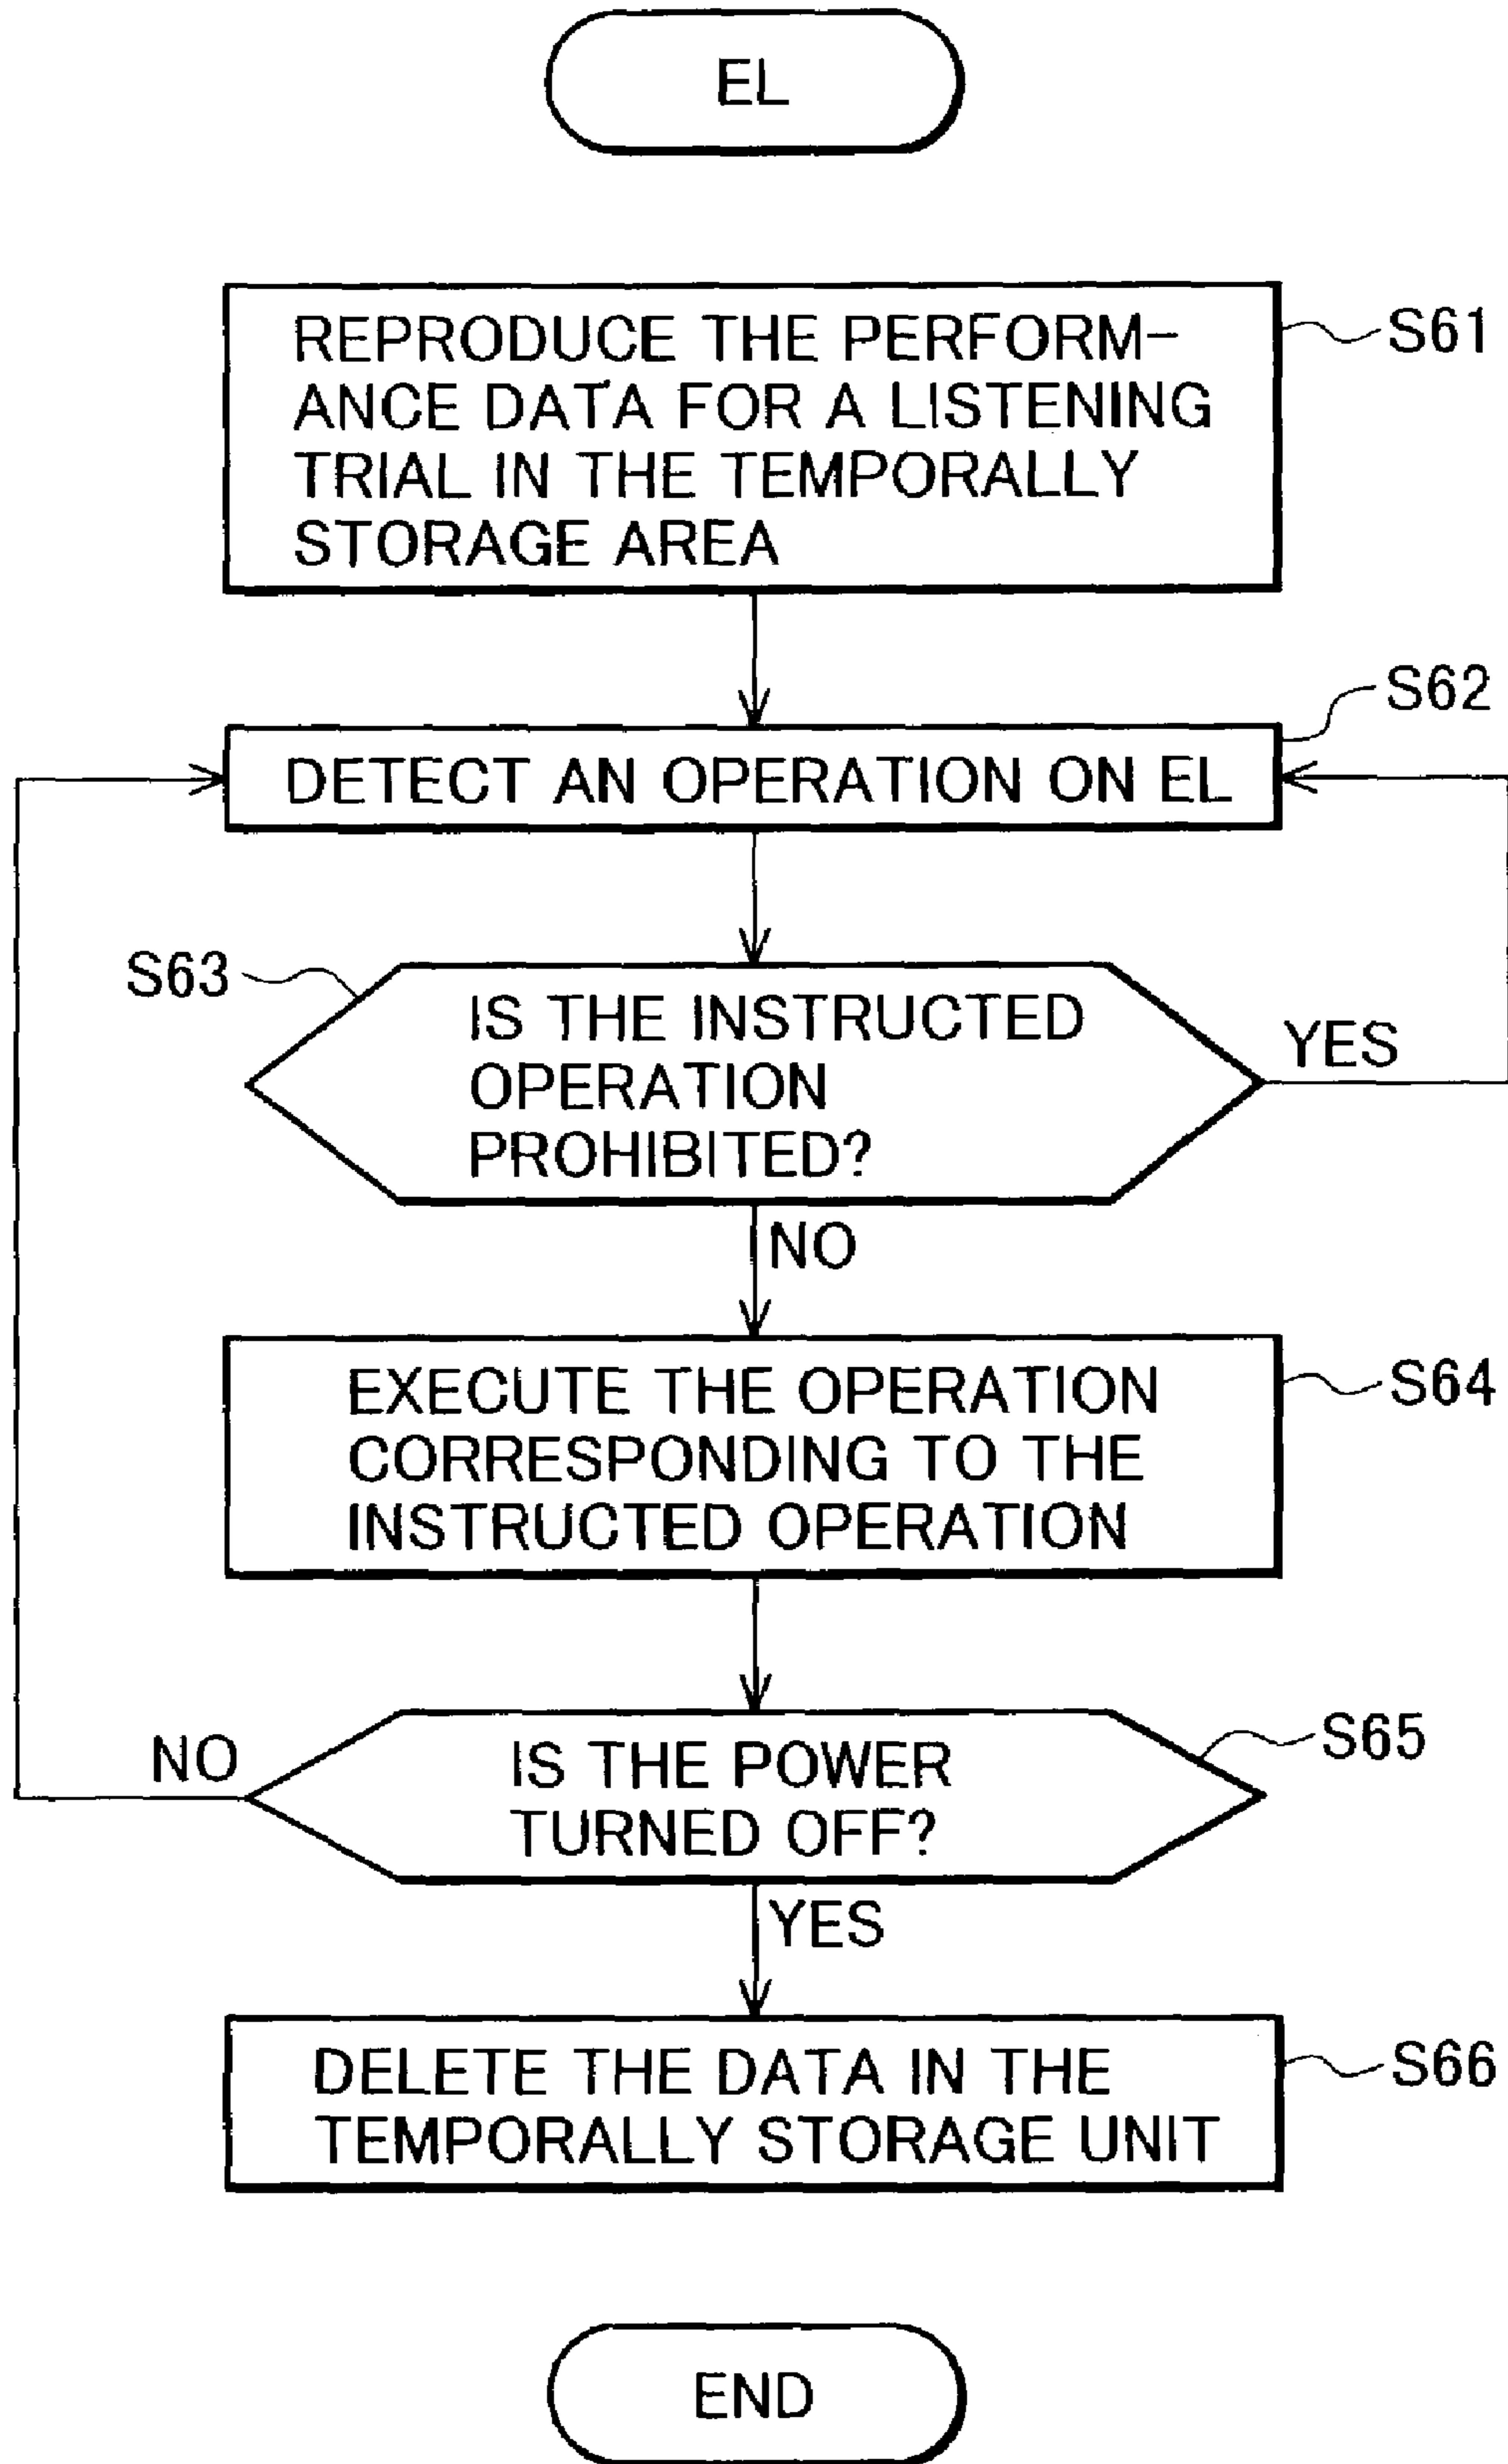 EL
REPRODUCE THE PERFORM-
ANCE DATA FOR A LISTENING
TRIAL IN THE TEMPORALLY
STORAGE AREA
S61
S62
DETECT AN OPERATION ON EL
S63
IS THE INSTRUCTED
OPERATION
PROHIBITED?
YES
NO
EXECUTE THE OPERATION
CORRESPONDING TO THE
INSTRUCTED OPERATION
S64
NO
IS THE POWER
TURNED OFF?
S65
YES
DELETE THE DATA IN THE
TEMPORALLY STORAGE UNIT
S66
END